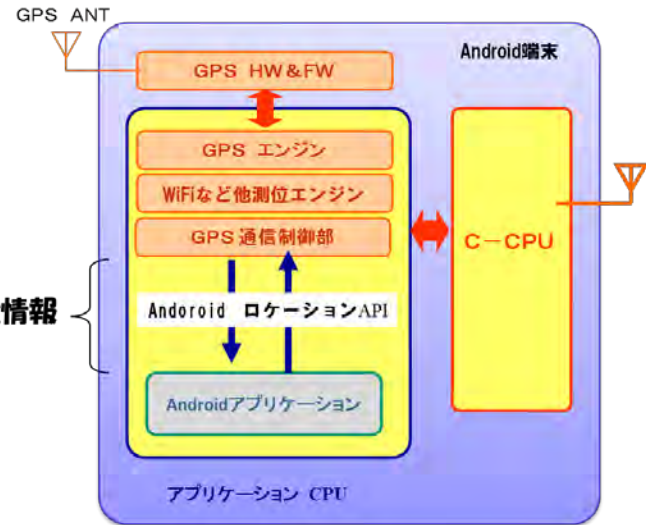 GPS ANT
Android端末
GPS HW&FW
GPS エンジン
WiFiなど他測位エンジン
GPS 通信制御部
C-CPU
情報
Andoroid ロケーションAPI
Androidアプリケーション
アプリケーション CPU